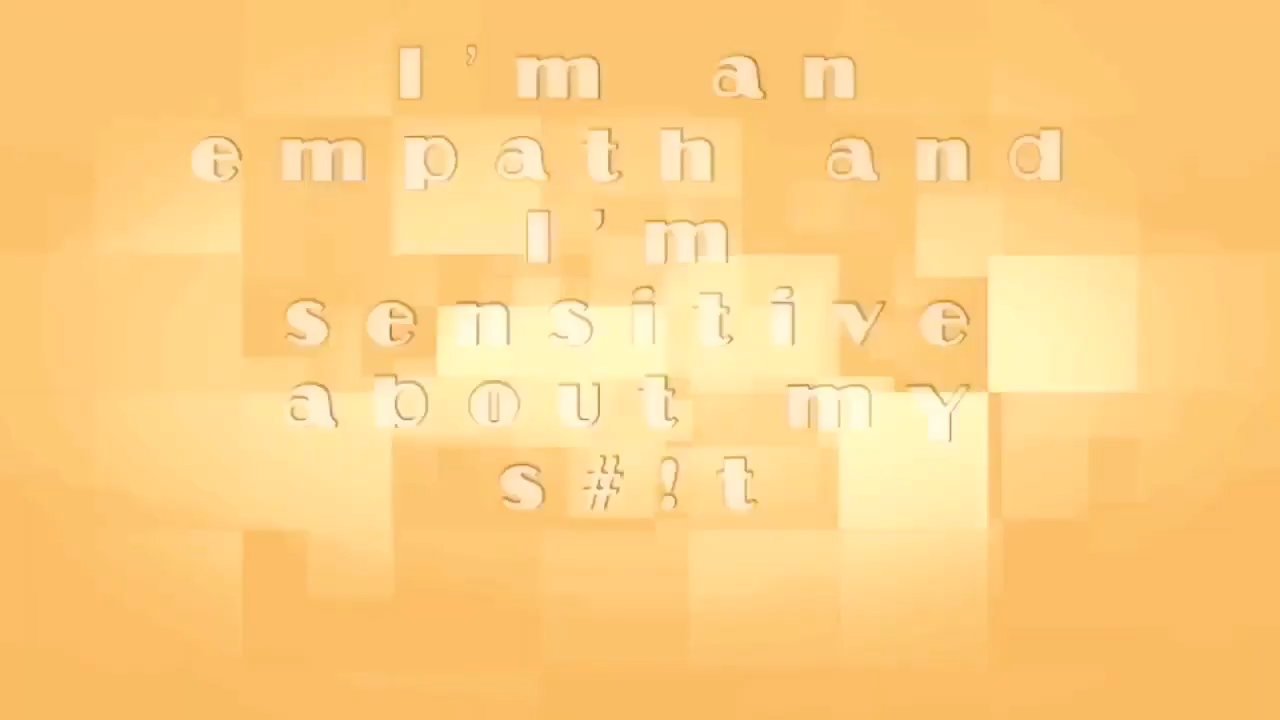 I'm an
empath and
I'm
sensitive
about my
s#!t